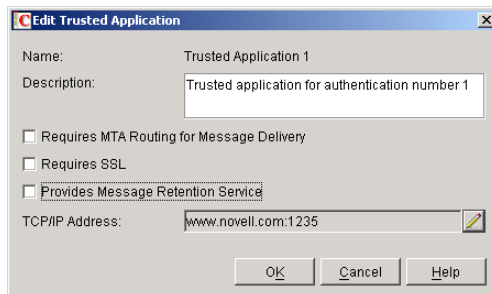 Edit Trusted Application
Name: Trusted Application 1
Description: Trusted application for authentication number 1
Requires MTA Routing for Message Delivery
Requires SSL
Provides Message Retention Service
TCP/IP Address: www.novell.com:1235
OK Cancel Help